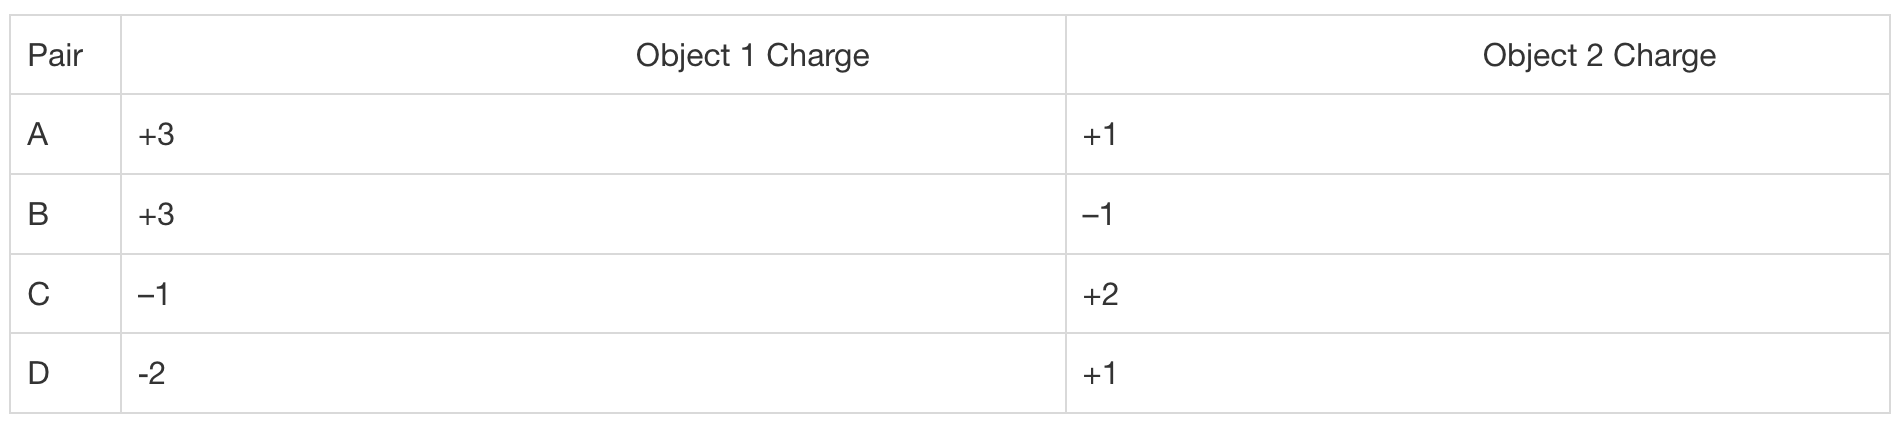 Pair Object 1 Charge Object 2 Charge
A +3 +1
B +3 –1
C –1 +2
D -2 +1